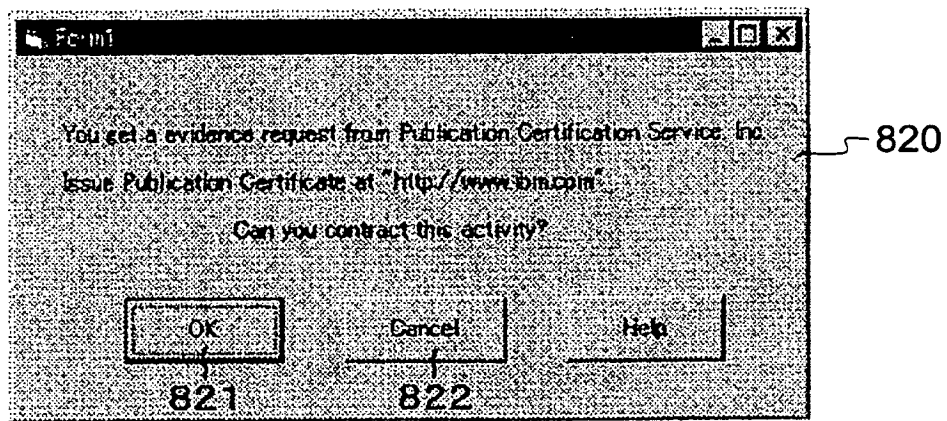 Form1
You get a evidence request from Publication Certification Service, Inc.
820
Issue Publication Certificate at "http://www.ibm.com".
Can you contract this activity?
OK Cancel Help
821 822